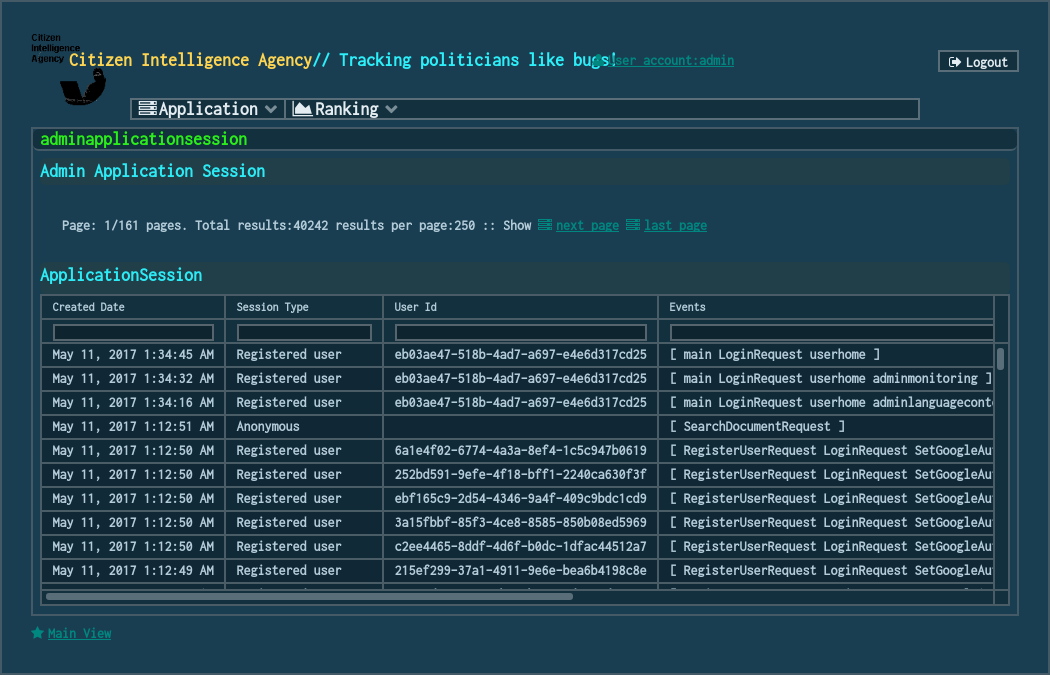 Citizen
Intelligence
Agency
Citizen Intelligence Agency// Tracking politicians like bugs!
User account:admin
Logout
Application
Ranking
adminapplicationsession
Admin Application Session
Page: 1/161 pages. Total results:40242 results per page:250 :: Show next page last page
ApplicationSession
Created Date Session Type User Id Events
May 11, 2017 1:34:45 AM Registered user eb03ae47-518b-4ad7-a697-e4e6d317cd25 [ main LoginRequest userhome ]
May 11, 2017 1:34:32 AM Registered user eb03ae47-518b-4ad7-a697-e4e6d317cd25 [ main LoginRequest userhome adminmonitoring ]
May 11, 2017 1:34:16 AM Registered user eb03ae47-518b-4ad7-a697-e4e6d317cd25 [ main LoginRequest userhome adminlanguageconte
May 11, 2017 1:12:51 AM Anonymous [ SearchDocumentRequest ]
May 11, 2017 1:12:50 AM Registered user 6a1e4f02-6774-4a3a-8ef4-1c5c947b0619 [ RegisterUserRequest LoginRequest SetGoogleAu
May 11, 2017 1:12:50 AM Registered user 252bd591-9efe-4f18-bff1-2240ca630f3f [ RegisterUserRequest LoginRequest SetGoogleAu
May 11, 2017 1:12:50 AM Registered user ebf165c9-2d54-4346-9a4f-409c9bdc1cd9 [ RegisterUserRequest LoginRequest SetGoogleAu
May 11, 2017 1:12:50 AM Registered user 3a15fbbf-85f3-4ce8-8585-850b08ed5969 [ RegisterUserRequest LoginRequest SetGoogleAu
May 11, 2017 1:12:50 AM Registered user c2ee4465-8ddf-4d6f-b0dc-1dfac44512a7 [ RegisterUserRequest LoginRequest SetGoogleAu
May 11, 2017 1:12:49 AM Registered user 215ef299-37a1-4911-9e6e-bea6b4198c8e [ RegisterUserRequest LoginRequest SetGoogleAu
Main View